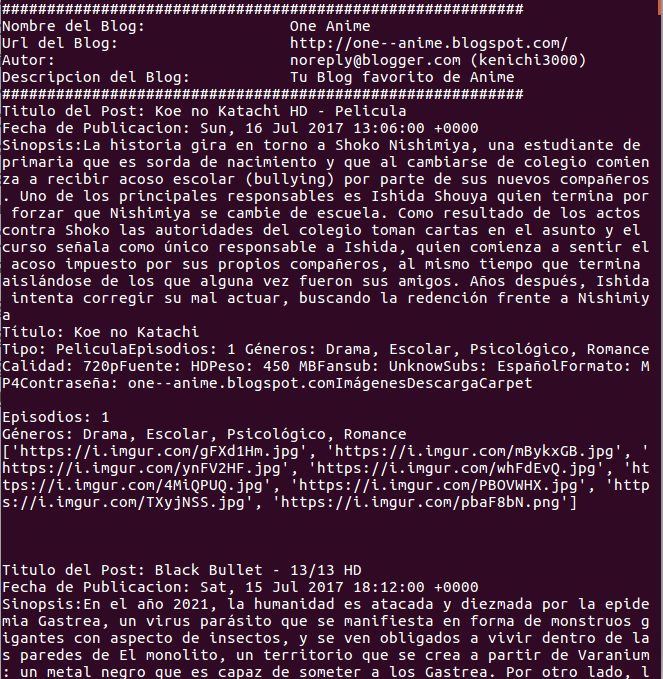 ##########################################################
Nombre del Blog:                One Anime
Url del Blog:                   http://one--anime.blogspot.com/
Autor:                          noreply@blogger.com (kenichi3000)
Descripcion del Blog:           Tu Blog favorito de Anime
##########################################################
Titulo del Post: Koe no Katachi HD - Pelicula
Fecha de Publicacion: Sun, 16 Jul 2017 13:06:00 +0000
Sinopsis:La historia gira en torno a Shoko Nishimiya, una estudiante de
primaria que es sorda de nacimiento y que al cambiarse de colegio comien
za a recibir acoso escolar (bullying) por parte de sus nuevos compañeros
. Uno de los principales responsables es Ishida Shouya quien termina por
 forzar que Nishimiya se cambie de escuela. Como resultado de los actos
contra Shoko las autoridades del colegio toman cartas en el asunto y el
curso señala como único responsable a Ishida, quien comienza a sentir el
 acoso impuesto por sus propios compañeros, al mismo tiempo que termina
aislándose de los que alguna vez fueron sus amigos. Años después, Ishida
 intenta corregir su mal actuar, buscando la redención frente a Nishimiy
a
Título: Koe no Katachi
Tipo: PeliculaEpisodios: 1 Géneros: Drama, Escolar, Psicológico, Romance
Calidad: 720pFuente: HDPeso: 450 MBFansub: UnknowSubs: EspañolFormato: M
P4Contraseña: one--anime.blogspot.comImágenesDescargaCarpet

Episodios: 1
Géneros: Drama, Escolar, Psicológico, Romance
['https://i.imgur.com/gFXd1Hm.jpg', 'https://i.imgur.com/mBykxGB.jpg', '
https://i.imgur.com/ynFV2HF.jpg', 'https://i.imgur.com/whFdEvQ.jpg', 'ht
tps://i.imgur.com/4MiQPUQ.jpg', 'https://i.imgur.com/PBOVWHX.jpg', 'http
s://i.imgur.com/TXyjNSS.jpg', 'https://i.imgur.com/pbaF8bN.png']

Titulo del Post: Black Bullet - 13/13 HD
Fecha de Publicacion: Sat, 15 Jul 2017 18:12:00 +0000
Sinopsis:En el año 2021, la humanidad es atacada y diezmada por la epide
mia Gastrea, un virus parásito que se manifiesta en forma de monstruos g
igantes con aspecto de insectos, y se ven obligados a vivir dentro de la
s paredes de El monolito, un territorio que se crea a partir de Varanium
: un metal negro que es capaz de someter a los Gastrea. Por otro lado, l